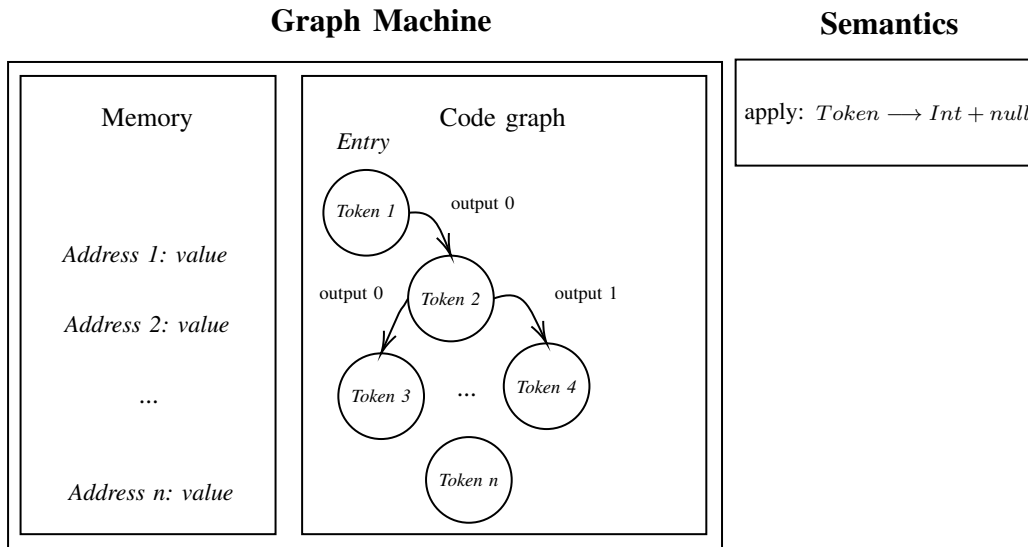 Graph Machine
Semantics
Memory
Address 1: value
Address 2: value
...
Address n: value
Code graph
Entry
Token 1
output 0
Token 2
output 0
output 1
Token 3
...
Token 4
Token n
apply: Token ⟶ Int + null